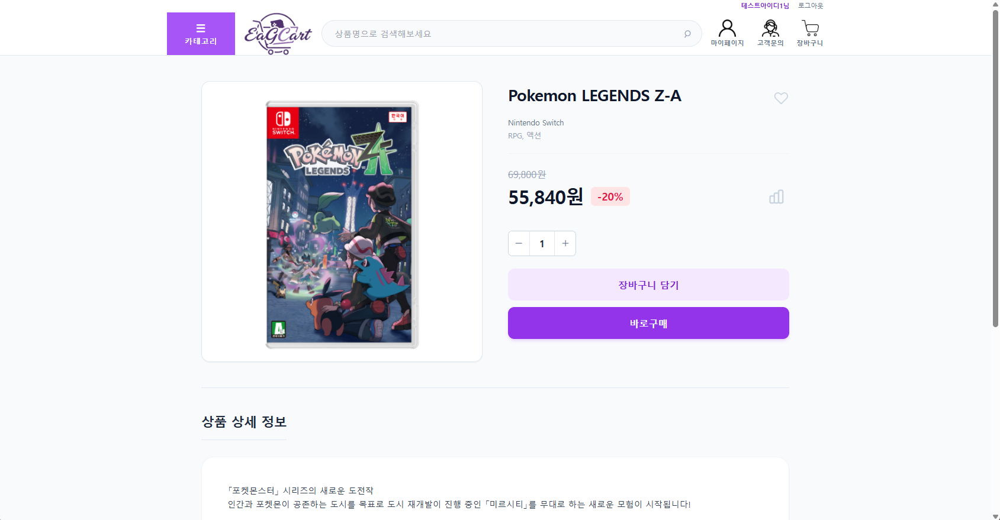 테스트아이디1님 로그아웃
카테고리
EaGCart
상품명으로 검색해보세요
마이페이지 고객문의 장바구니
Pokemon LEGENDS Z-A
Nintendo Switch
RPG, 액션
69,800원
55,840원 -20%
1
장바구니 담기
바로구매
NINTENDO
SWITCH.
한국어
POKéMON ZA
LEGENDS
상품 상세 정보
「포켓몬스터」 시리즈의 새로운 도전작
인간과 포켓몬이 공존하는 도시를 목표로 도시 재개발이 진행 중인 「미르시티」를 무대로 하는 새로운 모험이 시작됩니다!